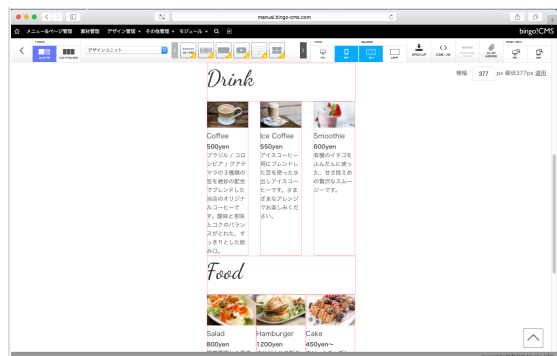 manual.bingo-cms.com
メニュー&ページ管理 素材管理 デザイン管理 その他管理 モジュール
bingo!CMS
デザインユニット
横幅: 377 px 最低377px 適用
Drink
Coffee
500yen
ブラジル / コロ
ンビア / グアテ
マラの3種類の
豆を絶妙の配合
でブレンドした
当店のオリジナ
ルコーヒーで
す。酸味と苦味
とコクのバラン
スがとれた、す
っきりとした飲
み口。
Ice Coffee
550yen
アイスコーヒー
用にブレンドし
た豆を使った水
出しアイスコー
ヒーです。さま
ざまなアレンジ
でお楽しみくだ
さい。
Smoothie
600yen
有機のイチゴを
ふんだんに使っ
た、甘さ控えめ
の贅沢なスムー
ジーです。
Food
Salad
800yen
Hamburger
1200yen
Cake
450yen〜